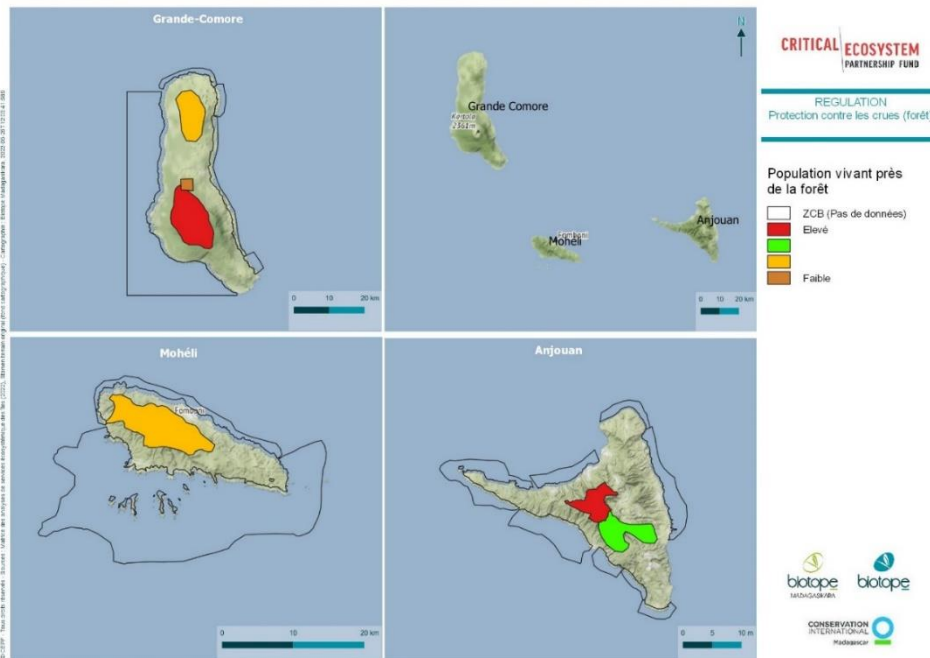 Grande-Comore
0 10 20 km
N
Grande Comore
Mohéli
Anjouan
0 10 20 km
Mohéli
Fomboni
0 10 20 km
Anjouan
0 5 10 m
CRITICAL ECOSYSTEM
PARTNERSHIP FUND
REGULATION
Protection contre les crues (forêt)
Population vivant près
de la forêt
ZCB (Pas de données)
Elevé
Faible
biotope
MADAGASIKARA
biotope
CONSERVATION
INTERNATIONAL
Madagascar